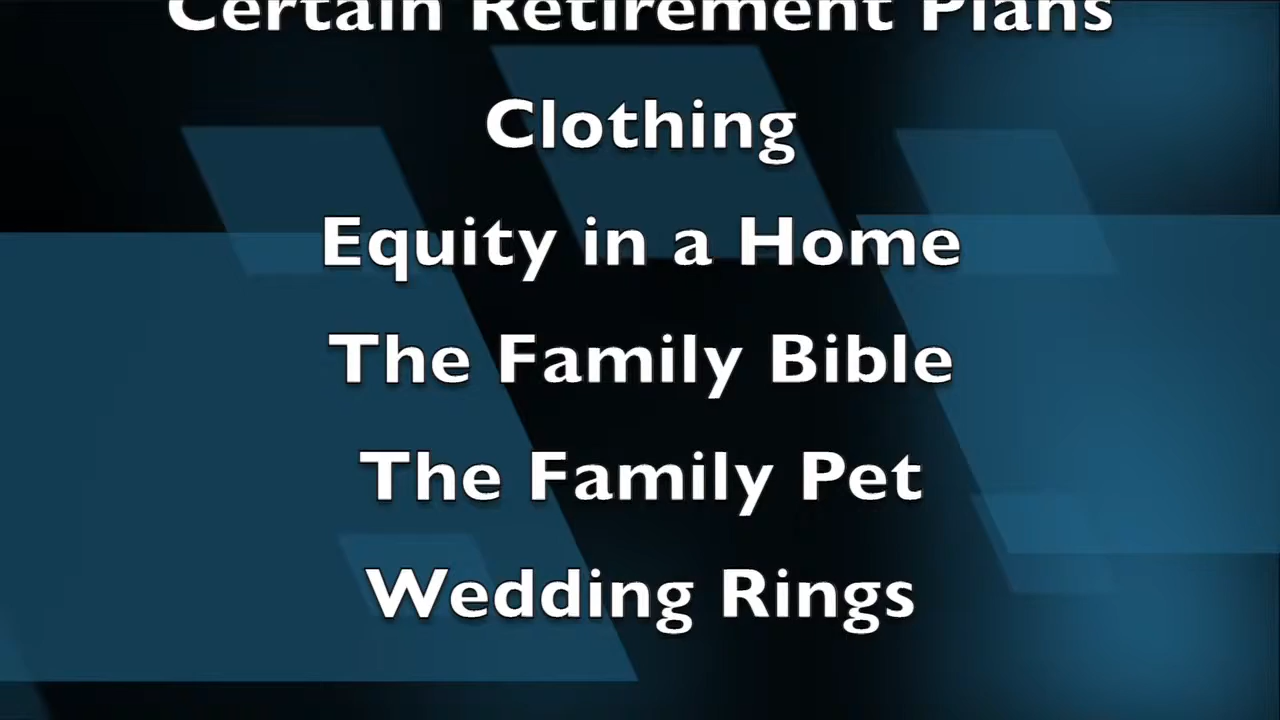 Certain Retirement Plans
Clothing
Equity in a Home
The Family Bible
The Family Pet
Wedding Rings